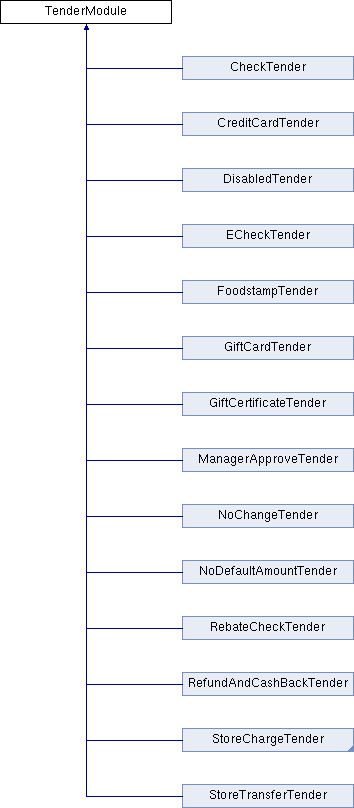 TenderModule
CheckTender
CreditCardTender
DisabledTender
ECheckTender
FoodstampTender
GiftCardTender
GiftCertificateTender
ManagerApproveTender
NoChangeTender
NoDefaultAmountTender
RebateCheckTender
RefundAndCashBackTender
StoreChargeTender
StoreTransferTender